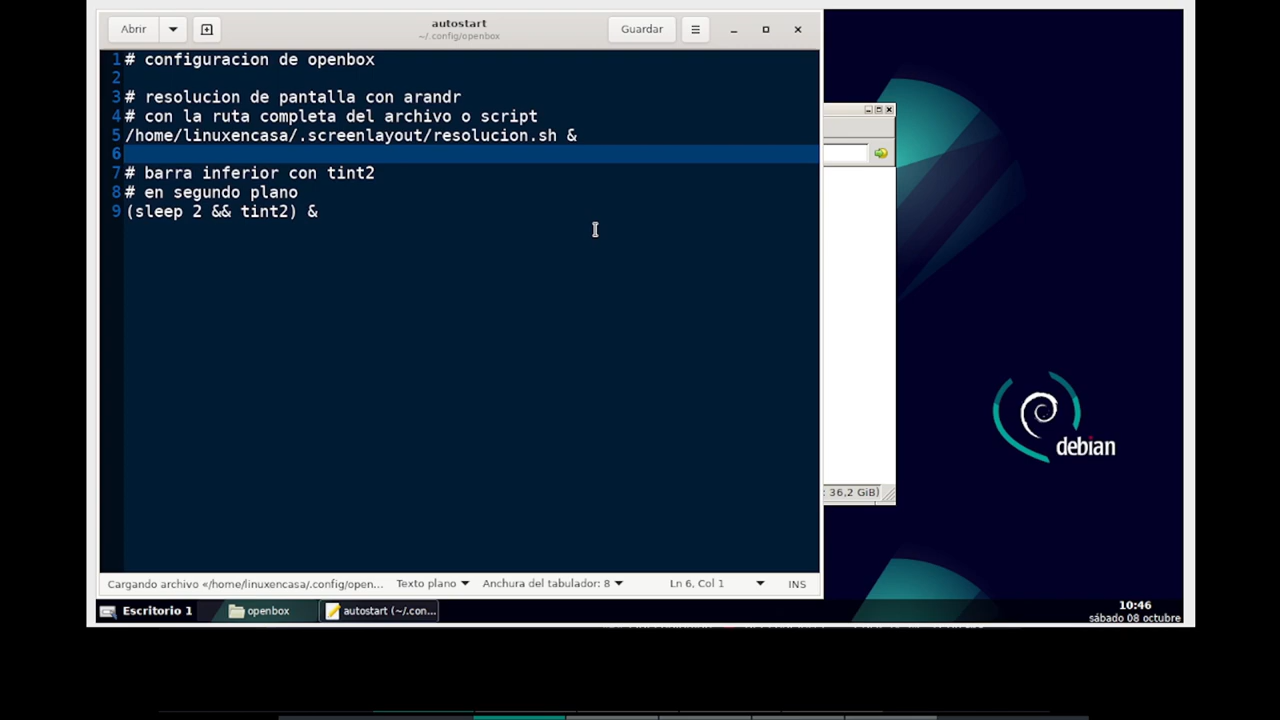 Abrir
autostart
~/.config/openbox
Guardar
1 # configuracion de openbox
2
3 # resolucion de pantalla con arandr
4 # con la ruta completa del archivo o script
5 /home/linuxencasa/.screenlayout/resolucion.sh &
6
7 # barra inferior con tint2
8 # en segundo plano
9 (sleep 2 && tint2) &
: 36,2 GiB)
debian
Cargando archivo «/home/linuxencasa/.config/open...
Texto plano
Anchura del tabulador: 8
Ln 6, Col 1
INS
Escritorio 1
openbox
autostart (~/.con...
10:46
sábado 08 octubre